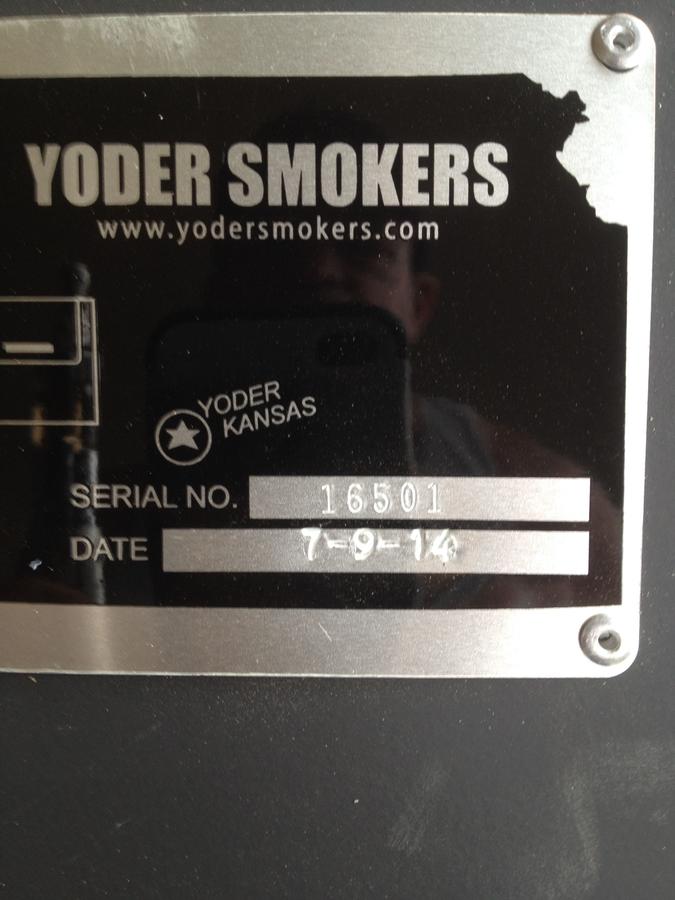 YODER SMOKERS
www.yodersmokers.com
YODER
KANSAS
SERIAL NO. 16501
DATE 7-9-14